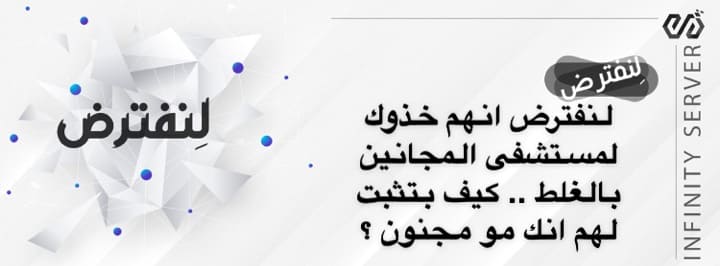 لِنفترض
لِنفترض
لنفترض انهم خذوك
لمستشفى المجانين
بالغلط .. كيف بتثبت
لهم انك مو مجنون ؟
INFINITY SERVER